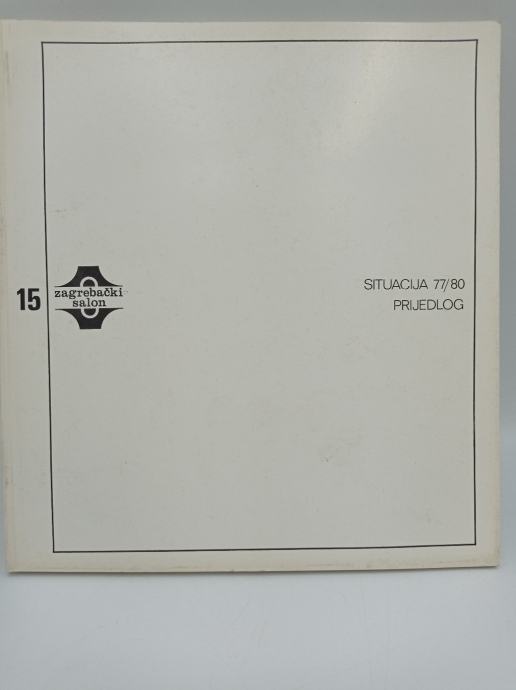 15
zagrebački
salon
SITUACIJA 77/80
PRIJEDLOG